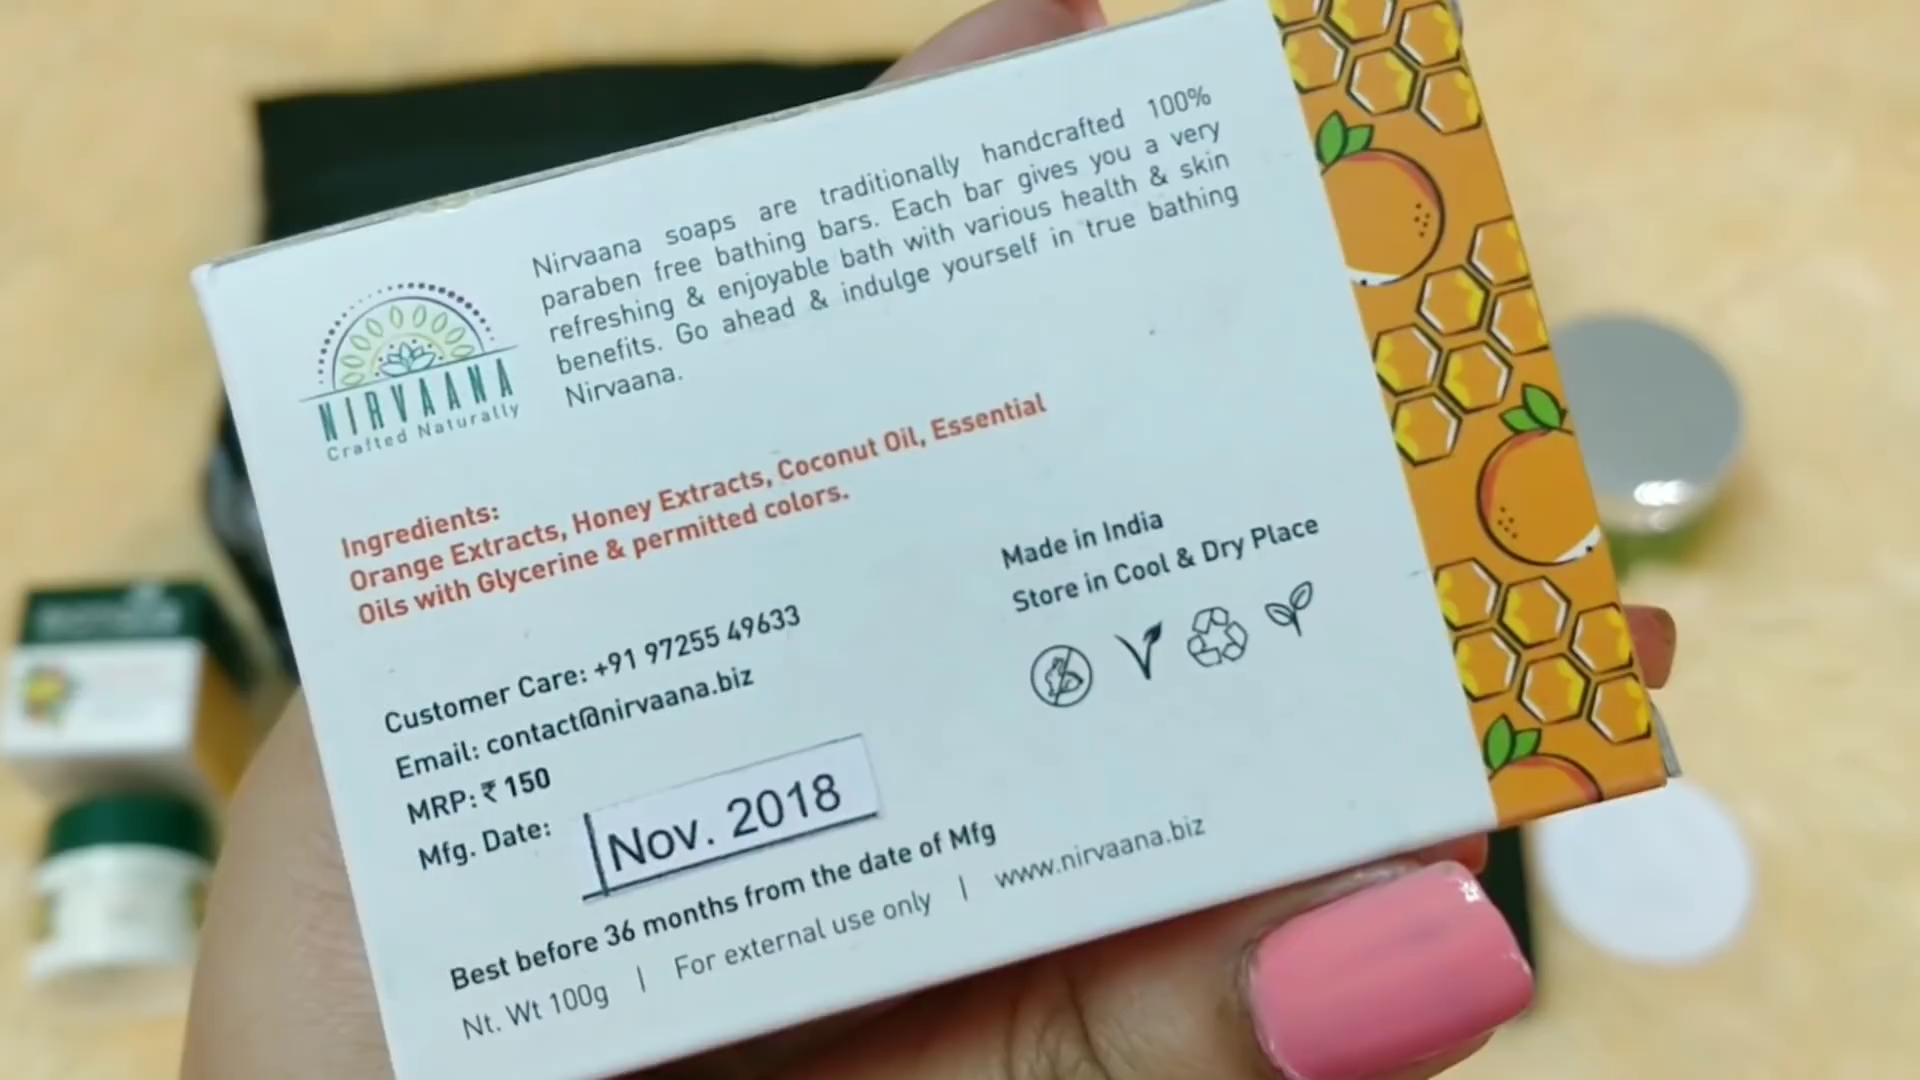 Nirvaana soaps are traditionally handcrafted 100%
paraben free bathing bars. Each bar gives you a very
refreshing & enjoyable bath with various health & skin
benefits. Go ahead & indulge yourself in true bathing
Nirvaana.
NIRVAANA
Crafted Naturally
Ingredients:
Orange Extracts, Honey Extracts, Coconut Oil, Essential
Oils with Glycerine & permitted colors.
Made in India
Store in Cool & Dry Place
Customer Care: +91 97255 49633
Email: contact@nirvaana.biz
MRP: ₹ 150
Mfg. Date: Nov. 2018
Best before 36 months from the date of Mfg
Nt. Wt 100g | For external use only | www.nirvaana.biz